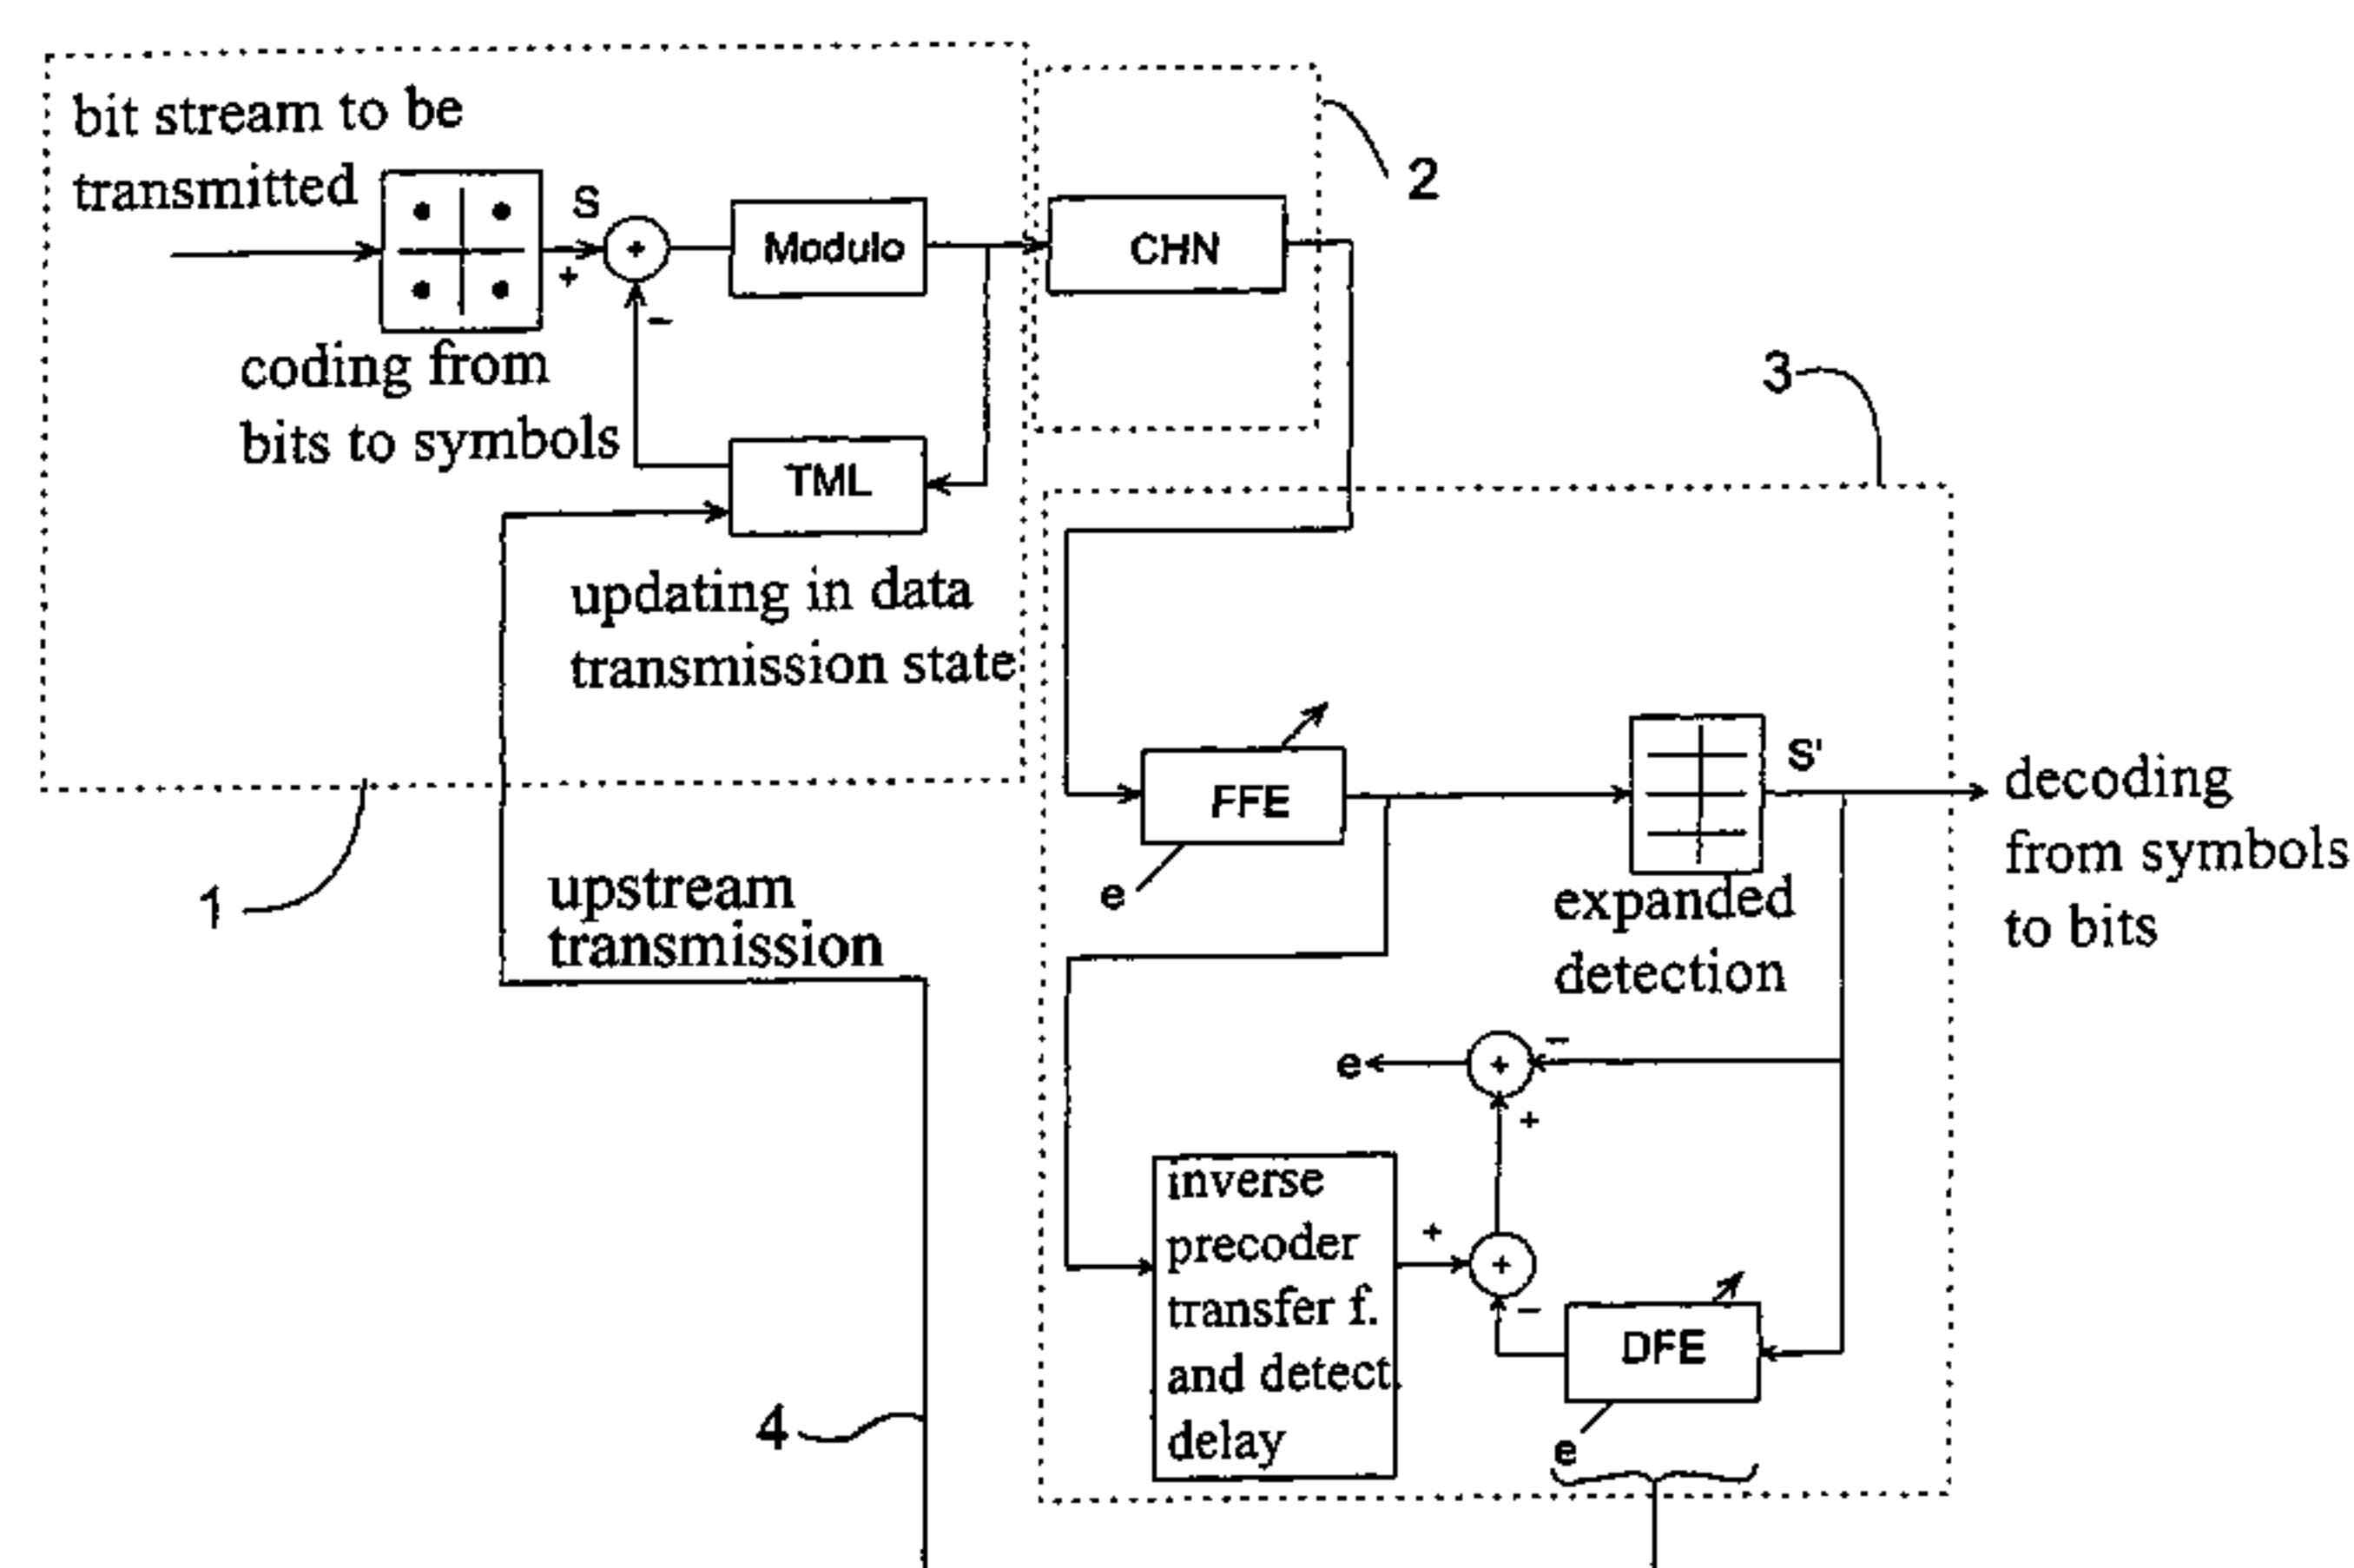 bit stream to be
transmitted
S
+
+
Modulo
CHN
2
−
coding from
bits to symbols
TML
3
updating in data
transmission state
FFE
S'
decoding
from symbols
to bits
e
1
upstream
transmission
expanded
detection
e
+
−
+
inverse
precoder
transfer f.
and detect.
delay
+
+
−
DFE
4
e